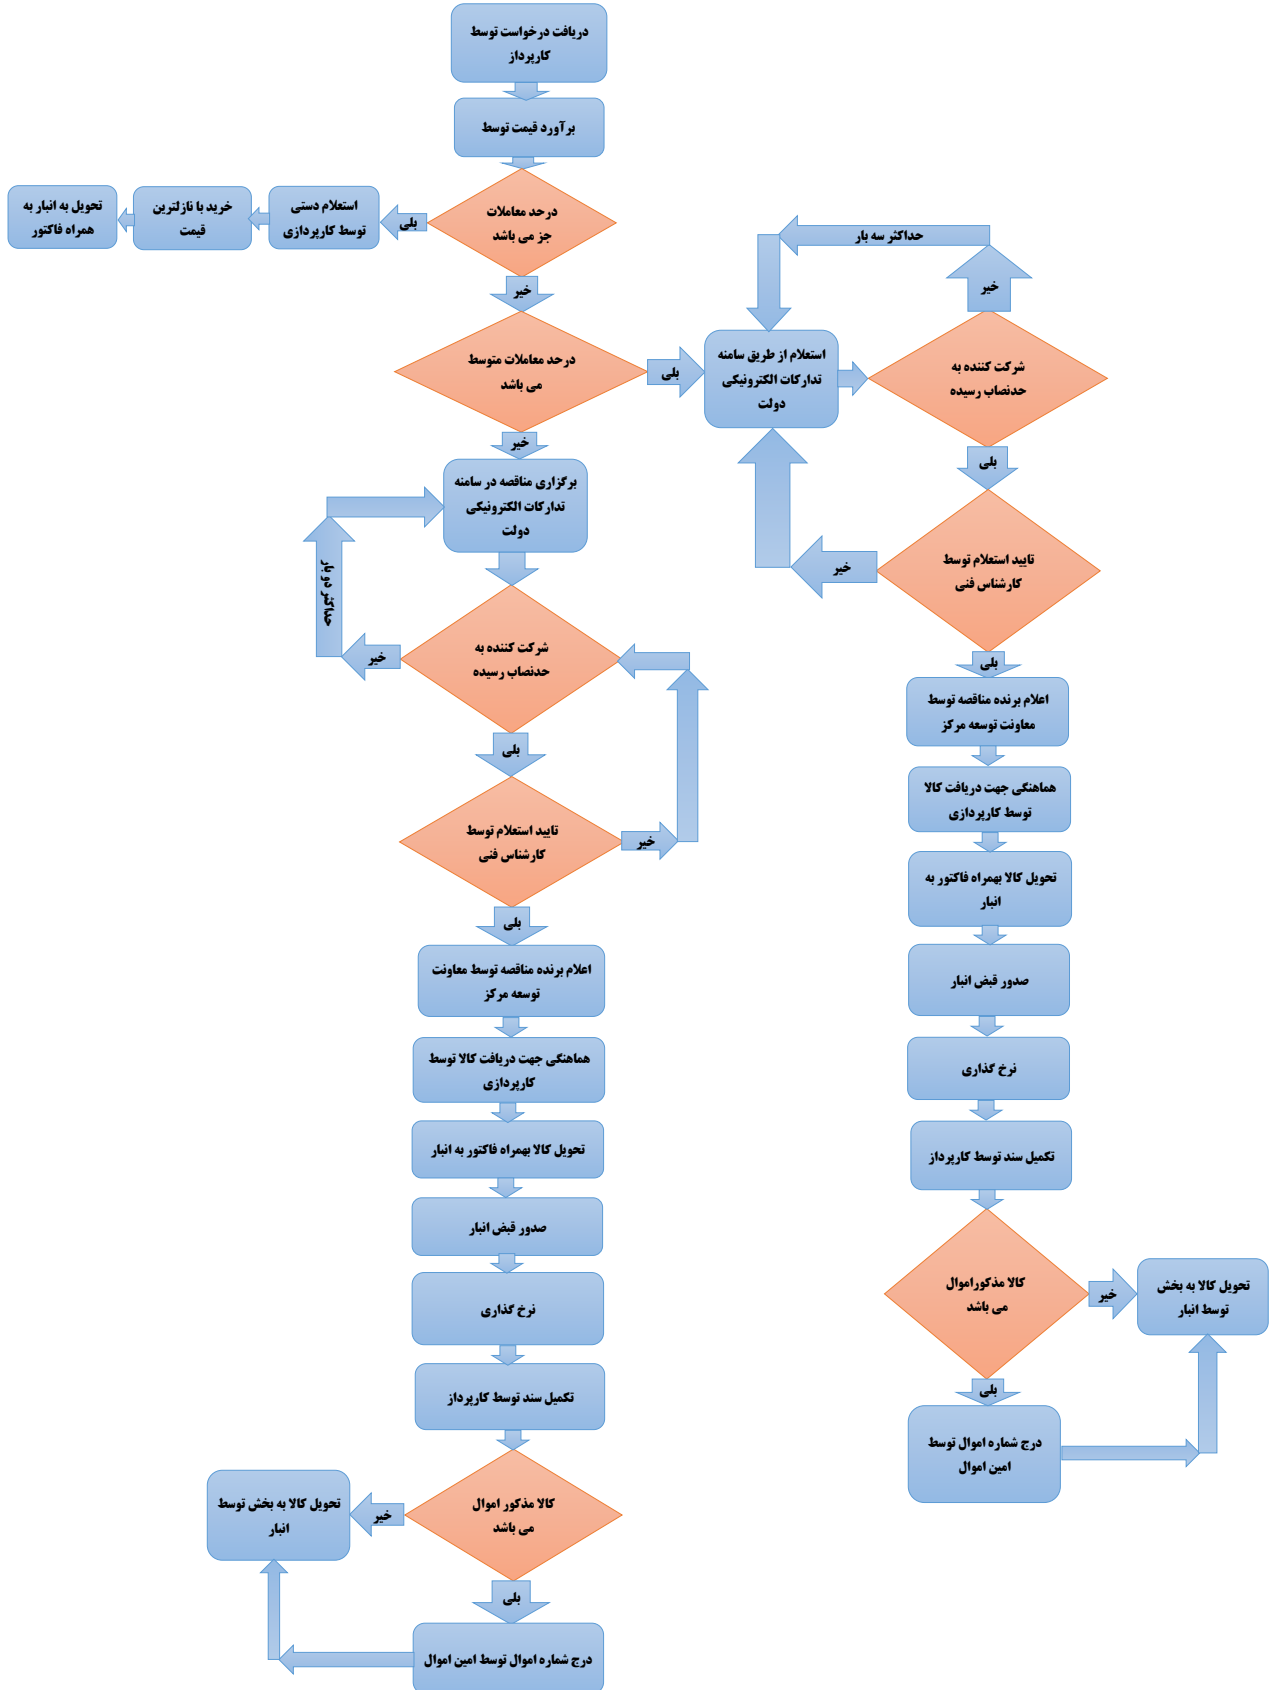 دریافت درخواست توسط
کارپرداز
برآورد قیمت توسط
درحد معاملات
جز می باشد
بلی
استعلام دستی
توسط کارپردازی
خرید با نازلترین
قیمت
تحویل به انبار به
همراه فاکتور
خیر
درحد معاملات متوسط
می باشد
بلی
استعلام از طریق سامنه
تدارکات الکترونیکی
دولت
حداکثر سه بار
خیر
شرکت کننده به
حدنصاب رسیده
بلی
تایید استعلام توسط
کارشناس فنی
خیر
بلی
اعلام برنده مناقصه توسط
معاونت توسعه مرکز
هماهنگی جهت دریافت کالا
توسط کارپردازی
تحویل کالا بهمراه فاکتور به
انبار
صدور قبض انبار
نرخ گذاری
تکمیل سند توسط کارپرداز
کالا مذکوراموال
می باشد
خیر
تحویل کالا به بخش
توسط انبار
بلی
درج شماره اموال توسط
امین اموال
خیر
برگزاری مناقصه در سامنه
تدارکات الکترونیکی
دولت
حداکثر دو بار
شرکت کننده به
حدنصاب رسیده
خیر
بلی
تایید استعلام توسط
کارشناس فنی
خیر
بلی
اعلام برنده مناقصه توسط معاونت
توسعه مرکز
هماهنگی جهت دریافت کالا توسط
کارپردازی
تحویل کالا بهمراه فاکتور به انبار
صدور قبض انبار
نرخ گذاری
تکمیل سند توسط کارپرداز
کالا مذکور اموال
می باشد
خیر
تحویل کالا به بخش توسط
انبار
بلی
درج شماره اموال توسط امین اموال